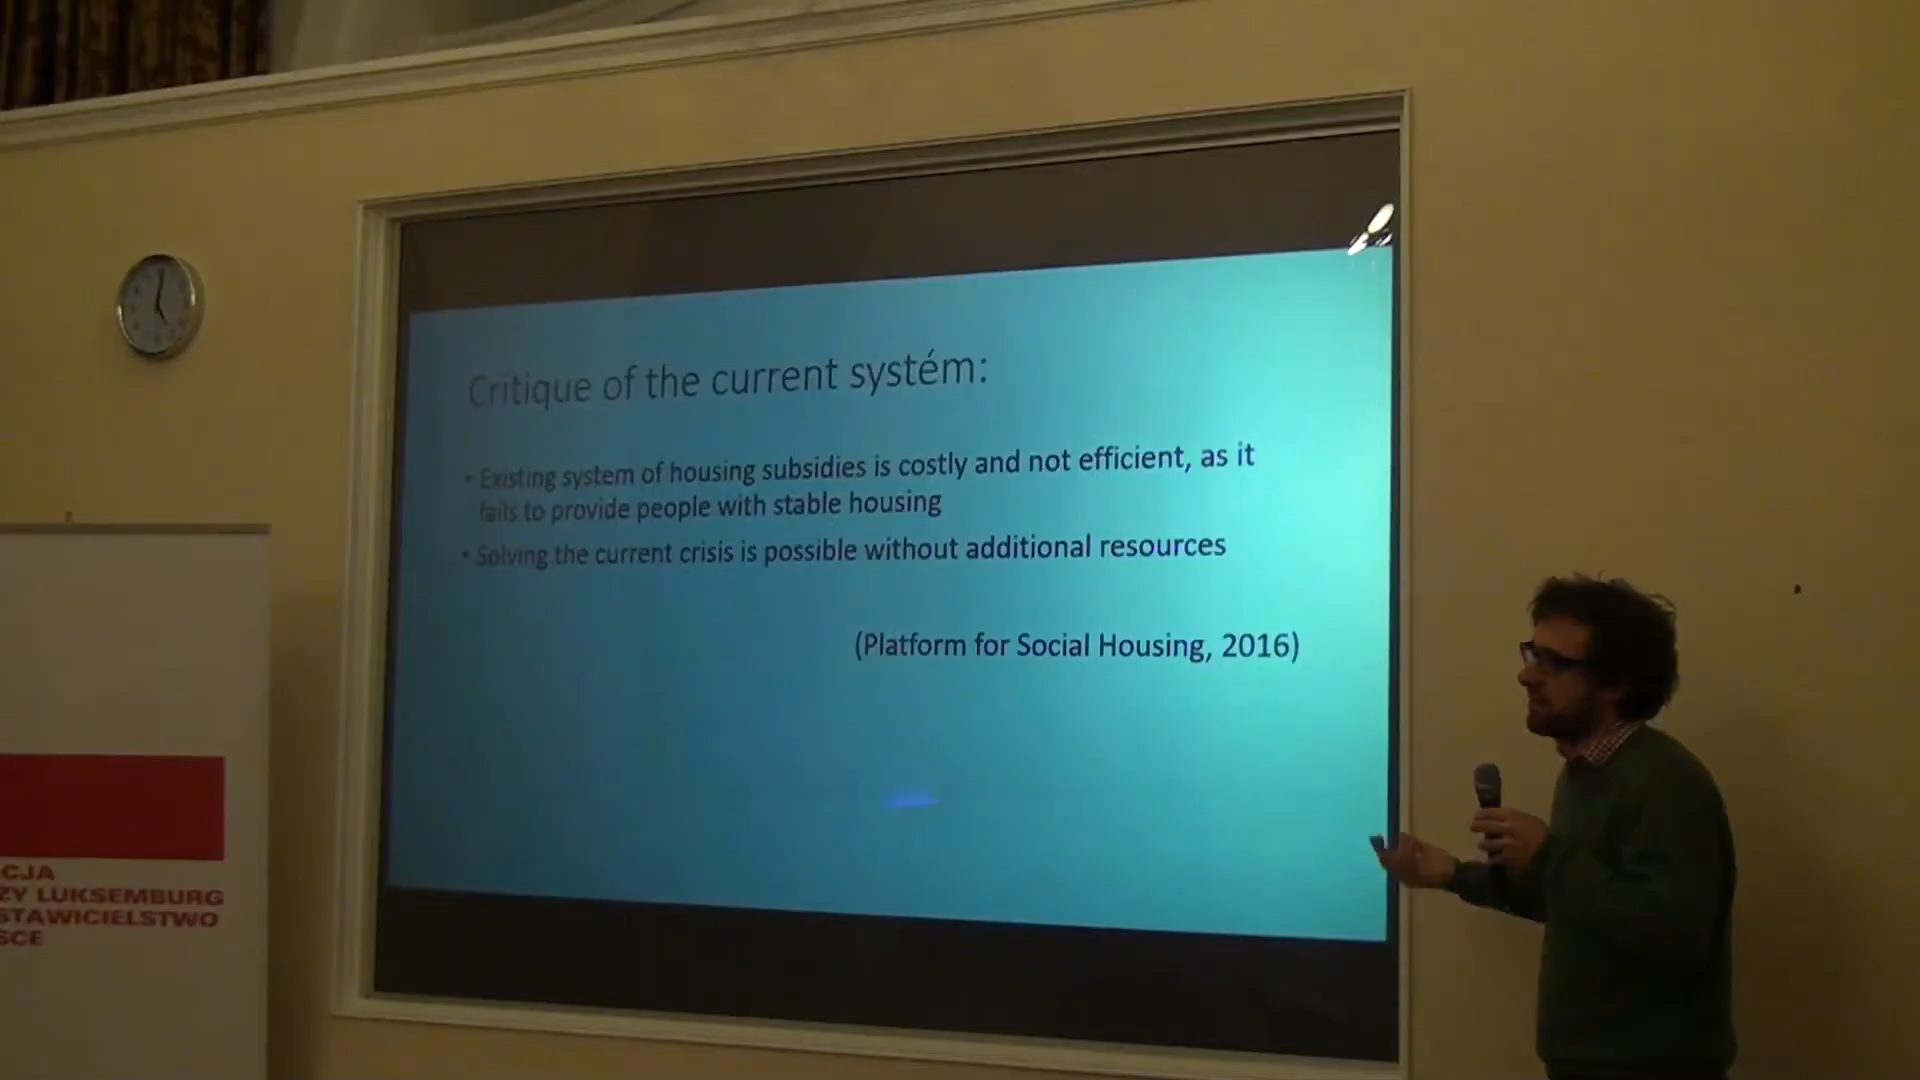 Critique of the current systém:
• Existing system of housing subsidies is costly and not efficient, as it
fails to provide people with stable housing
• Solving the current crisis is possible without additional resources
(Platform for Social Housing, 2016)
CJA
ZY LUKSEMBURG
STAWICIELSTWO
SCE